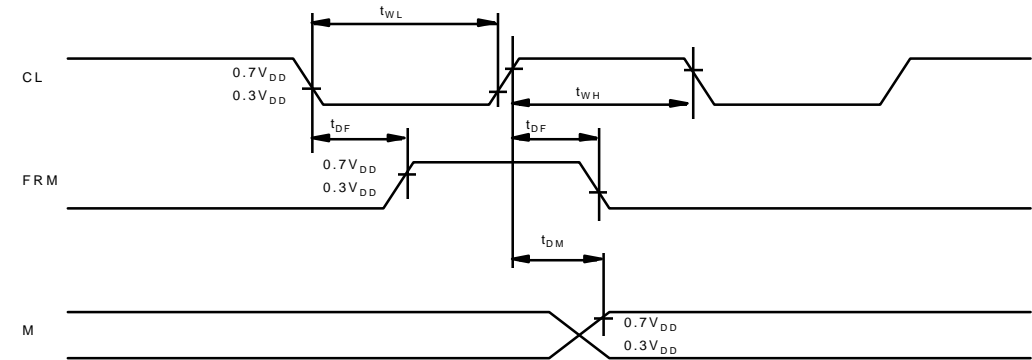 tWL
CL
0.7VDD
0.3VDD
tWH
tDF
tDF
FRM
0.7VDD
0.3VDD
tDM
M
0.7VDD
0.3VDD